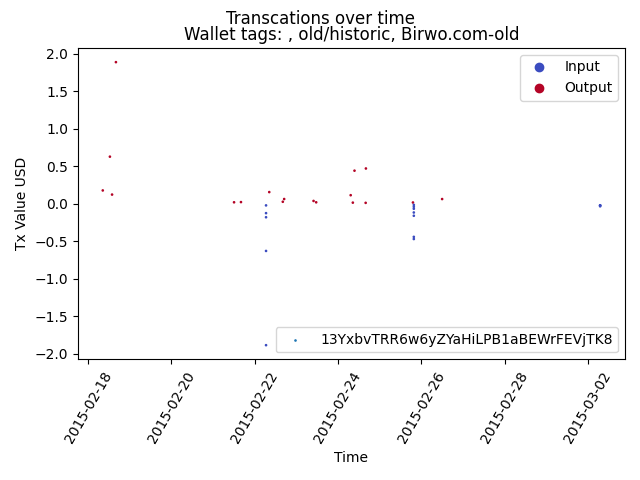 Transcations over time
Wallet tags: , old/historic, Birwo.com-old
Input
Output
Tx Value USD
2.0
1.5
1.0
0.5
0.0
−0.5
−1.0
−1.5
−2.0
13YxbvTRR6w6yZYaHiLPB1aBEWrFEVjTK8
2015-02-18
2015-02-20
2015-02-22
2015-02-24
2015-02-26
2015-02-28
2015-03-02
Time